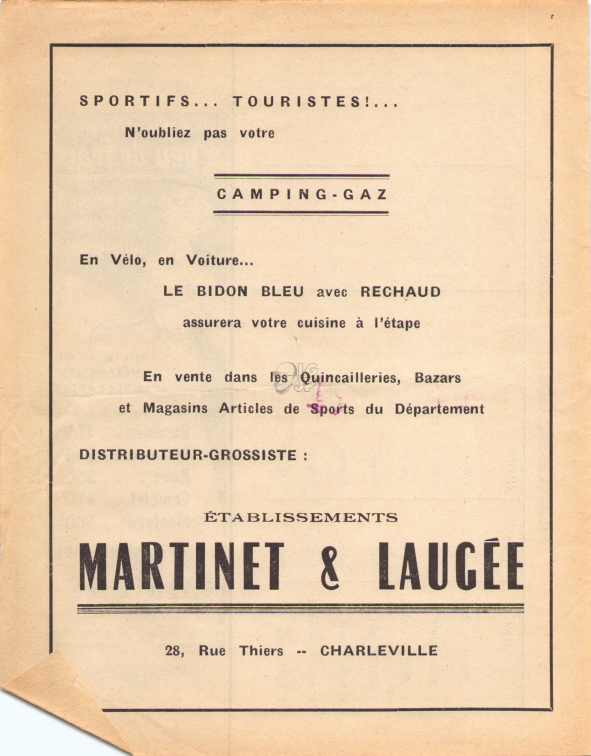 SPORTIFS... TOURISTES!...
N'oubliez pas votre
CAMPING-GAZ
En Vélo, en Voiture...
LE BIDON BLEU avec RECHAUD
assurera votre cuisine à l'étape
En vente dans les Quincailleries, Bazars
et Magasins Articles de Sports du Département
DISTRIBUTEUR-GROSSISTE :
ÉTABLISSEMENTS
MARTINET & LAUGÉE
28, Rue Thiers -- CHARLEVILLE